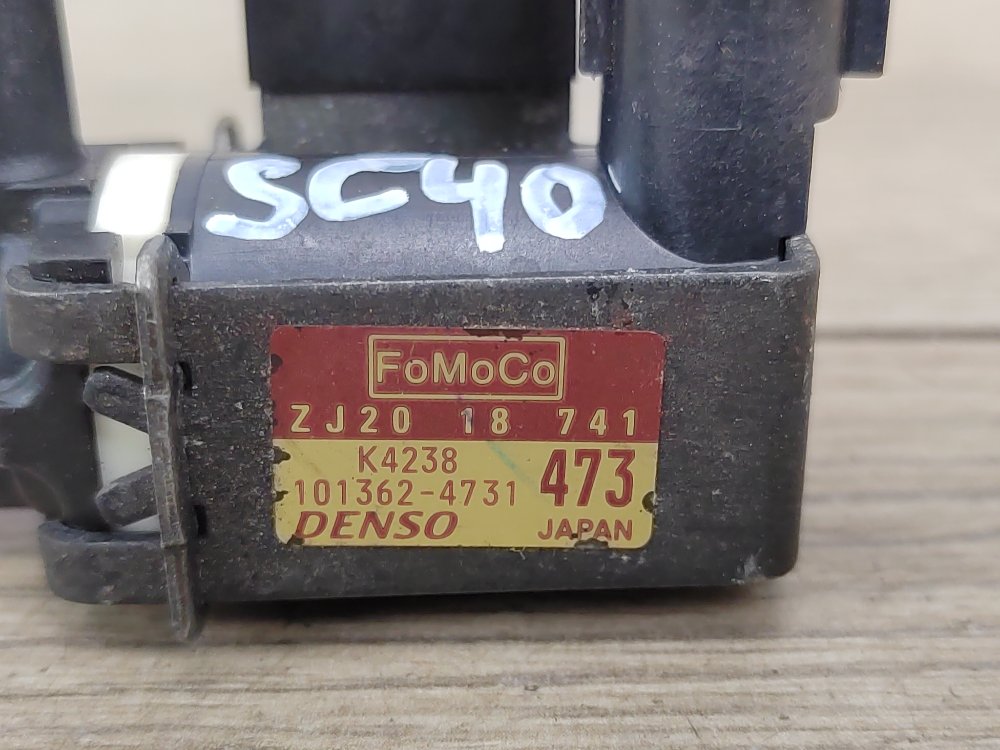 SC40
FoMoCo
ZJ20 18 741
K4238
101362-4731 473
DENSO JAPAN